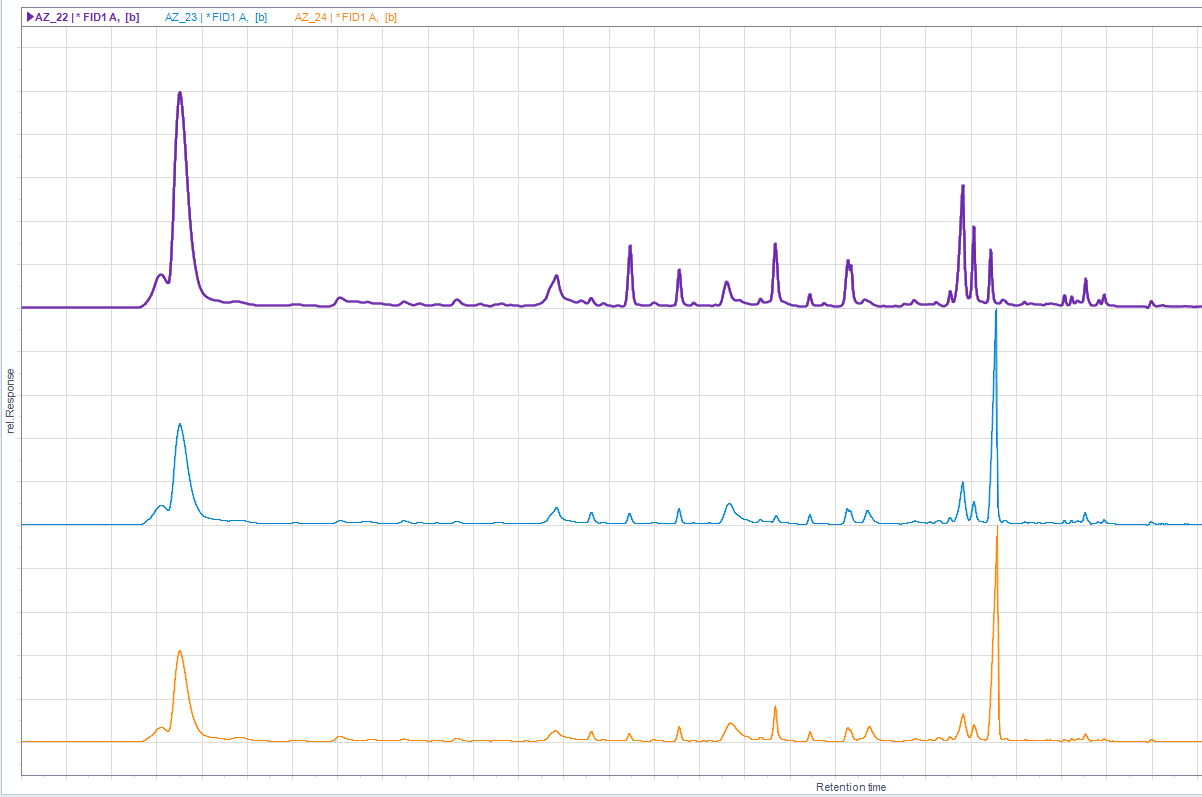 AZ_22 | * FID1 A, [b] AZ_23 | * FID1 A, [b] AZ_24 | * FID1 A, [b]
rel.Response
Retention time